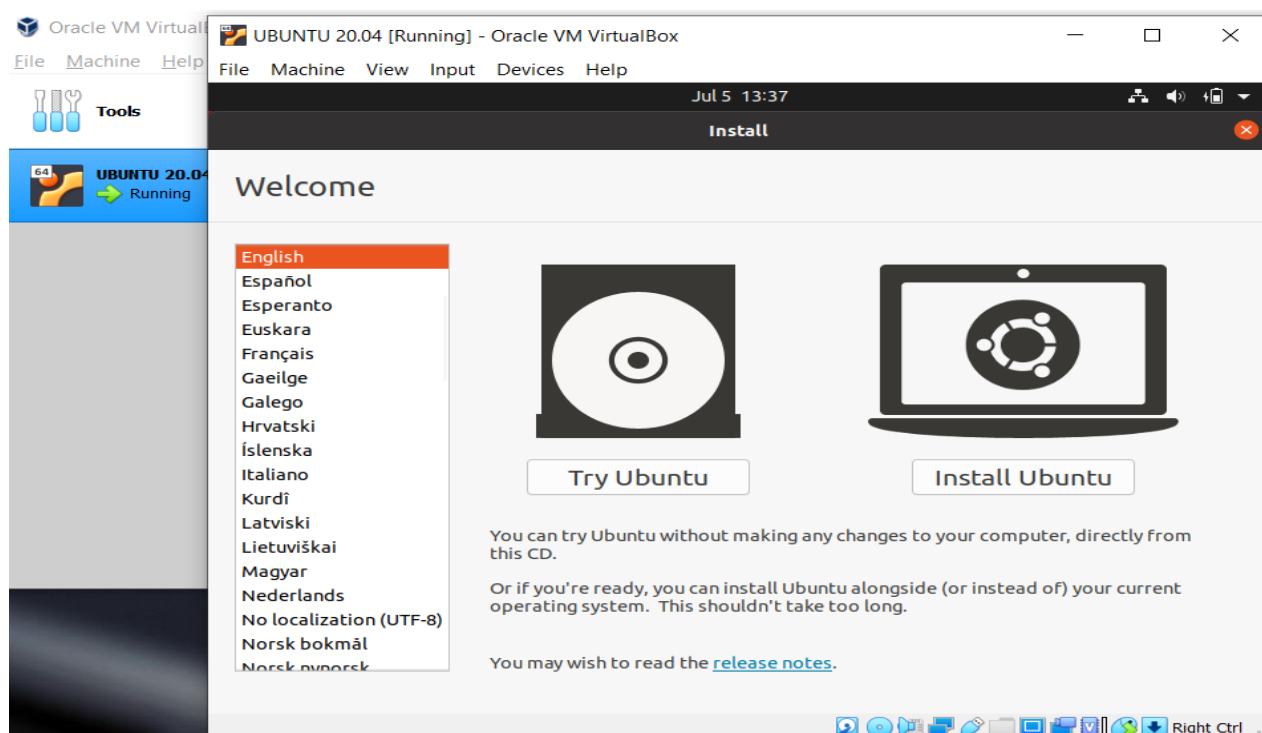 Oracle VM Virtual
File Machine Help
Tools
64
UBUNTU 20.04
Running
64
UBUNTU 20.04 [Running] - Oracle VM VirtualBox
File Machine View Input Devices Help
Jul 5 13:37
Install
Welcome
English
Español
Esperanto
Euskara
Français
Gaeilge
Galego
Hrvatski
Íslenska
Italiano
Kurdî
Latviski
Lietuviškai
Magyar
Nederlands
No localization (UTF-8)
Norsk bokmål
Norsk nynorsk
Try Ubuntu
Install Ubuntu
You can try Ubuntu without making any changes to your computer, directly from
this CD.
Or if you're ready, you can install Ubuntu alongside (or instead of) your current
operating system. This shouldn't take too long.
You may wish to read the release notes.
V
Right Ctrl